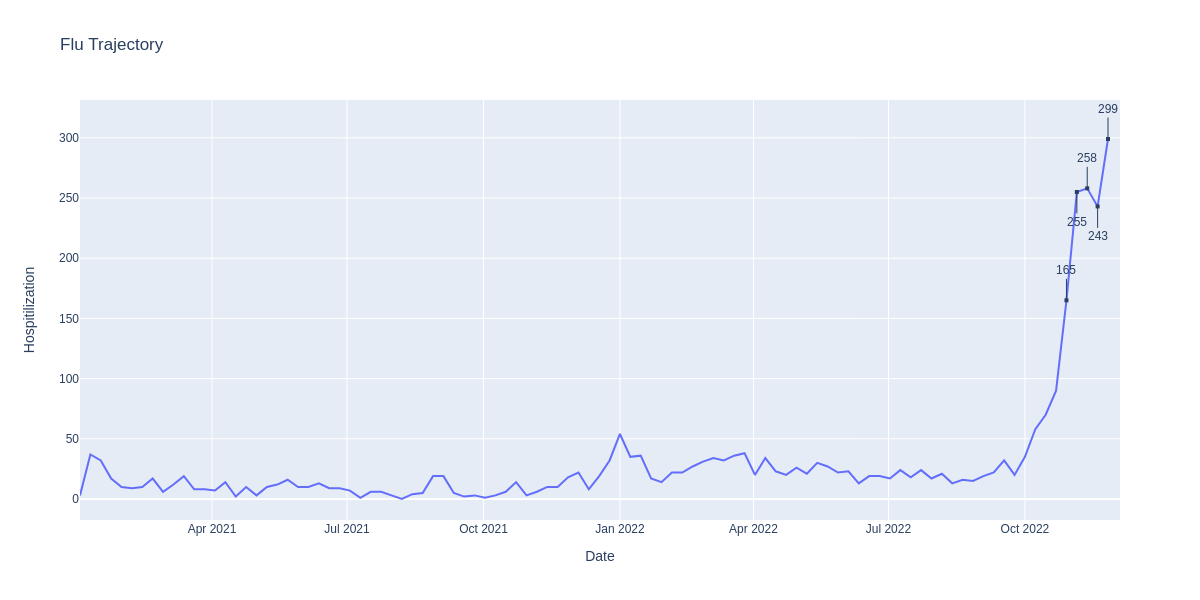 Flu Trajectory
299
300
258
250
255
243
200
165
150
100
50
0
Hospitilization
Apr 2021
Jul 2021
Oct 2021
Jan 2022
Apr 2022
Jul 2022
Oct 2022
Date